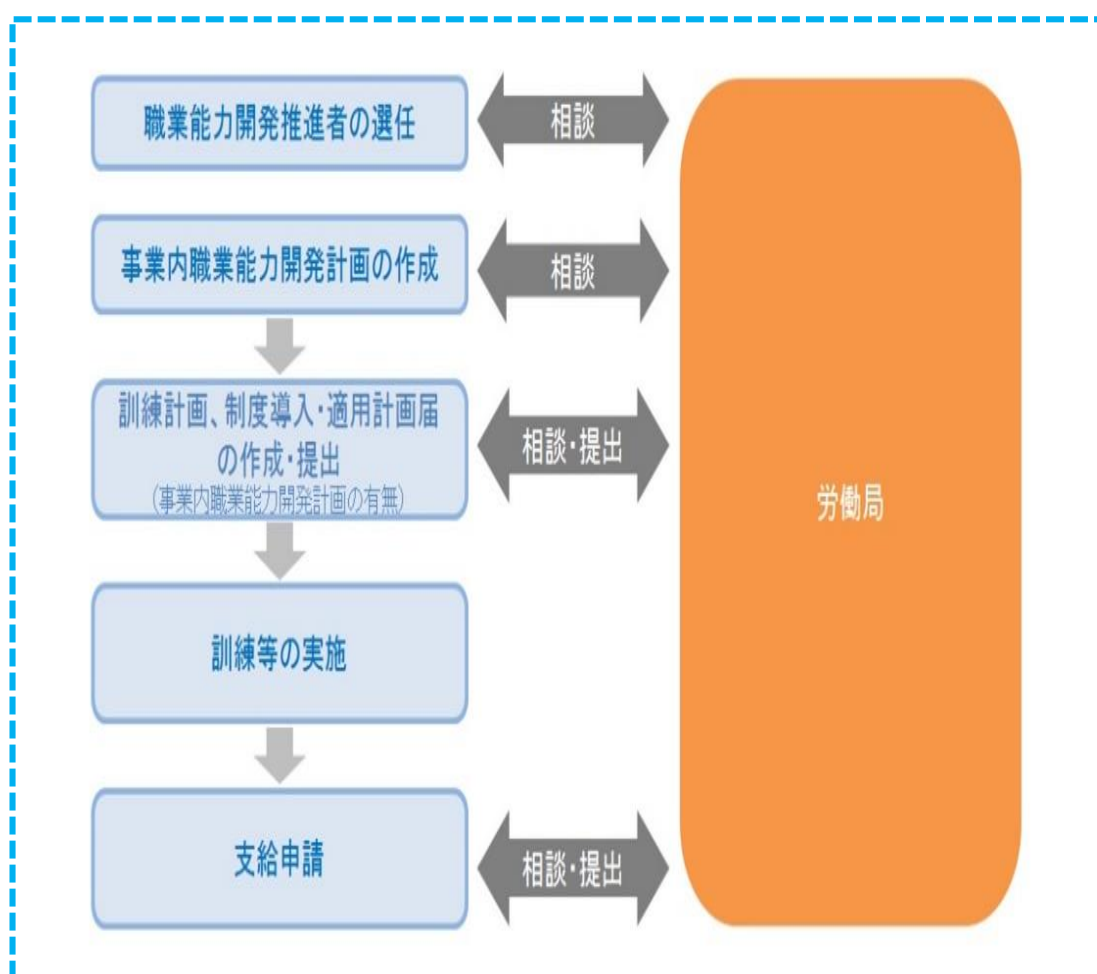 職業能力開発推進者の選任
相談
事業内職業能力開発計画の作成
相談
訓練計画、制度導入・適用計画届
の作成・提出
(事業内職業能力開発計画の有無)
相談・提出
労働局
訓練等の実施
支給申請
相談・提出